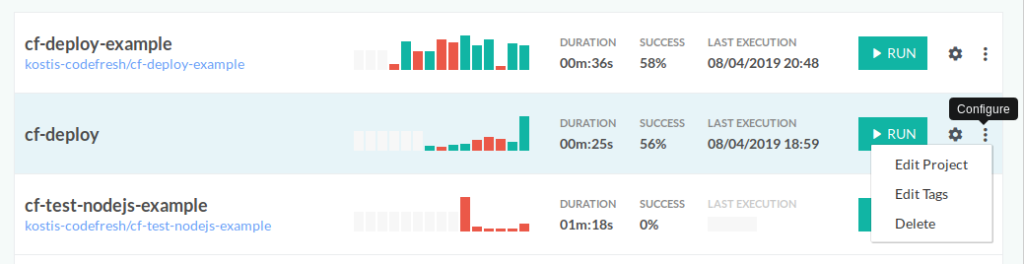 cf-deploy-example
kostis-codefresh/cf-deploy-example
DURATION
00m:36s
SUCCESS
58%
LAST EXECUTION
08/04/2019 20:48
RUN
cf-deploy
DURATION
00m:25s
SUCCESS
56%
LAST EXECUTION
08/04/2019 18:59
RUN
Configure
Edit Project
Edit Tags
Delete
cf-test-nodejs-example
kostis-codefresh/cf-test-nodejs-example
DURATION
01m:18s
SUCCESS
0%
LAST EXECUTION